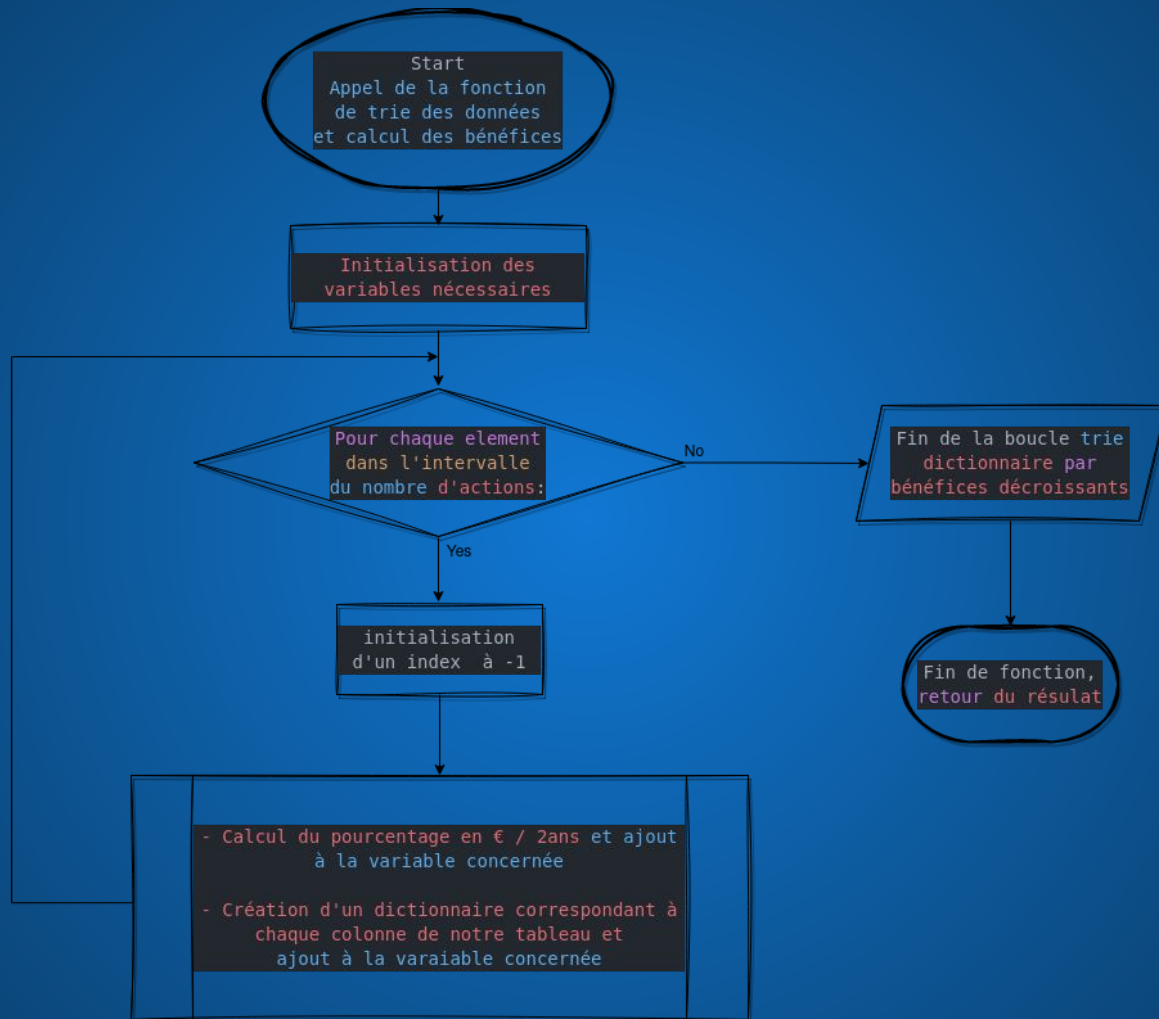 Start
Appel de la fonction
de trie des données
et calcul des bénéfices
Initialisation des
variables nécessaires
Pour chaque element
dans l'intervalle
du nombre d'actions:
No
Fin de la boucle trie
dictionnaire par
bénéfices décroissants
Yes
initialisation
d'un index à -1
Fin de fonction,
retour du résulat
- Calcul du pourcentage en € / 2ans et ajout
à la variable concernée
- Création d'un dictionnaire correspondant à
chaque colonne de notre tableau et
ajout à la varaiable concernée